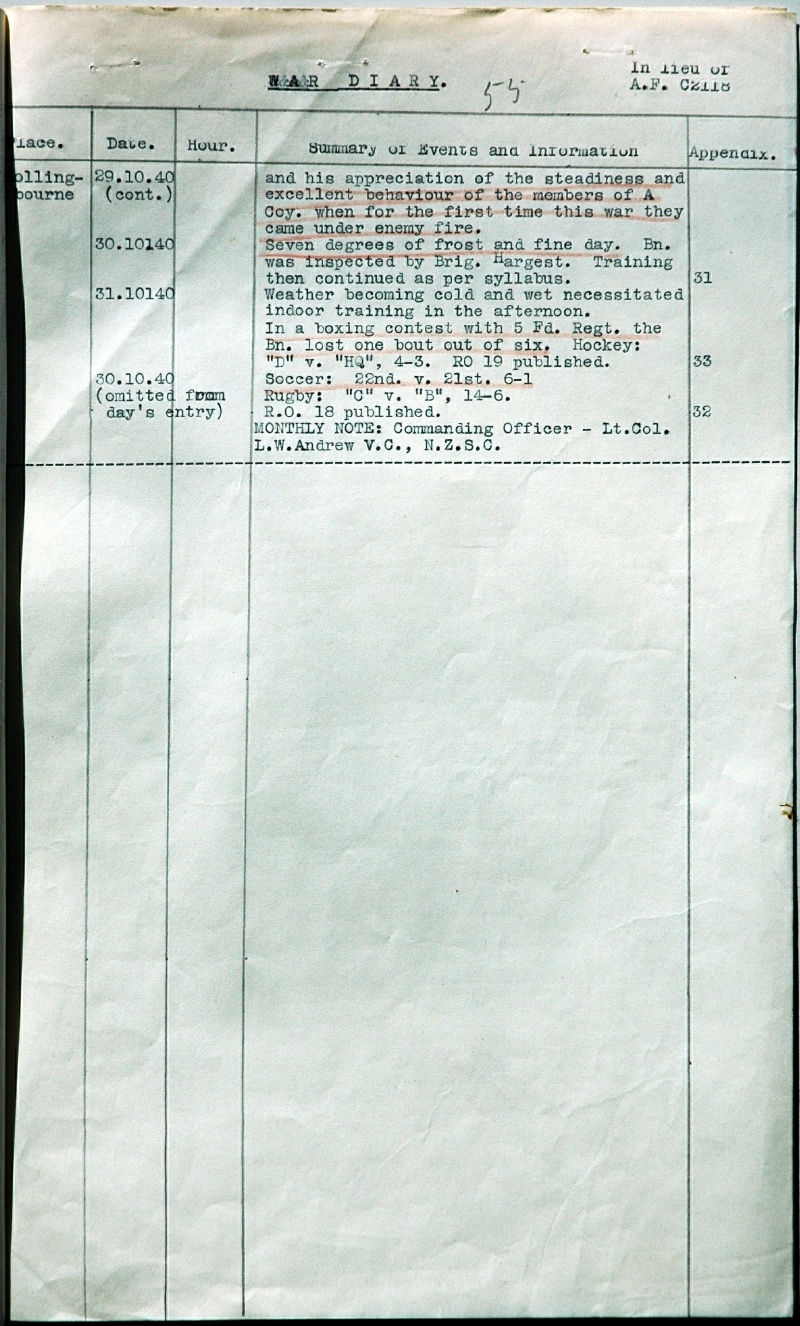 WAR DIARY.
55
In lieu of
A.F. C2118
lace. Date. Hour. Summary of Events and Information Appendix.
olling- 29.10.40 and his appreciation of the steadiness and
bourne (cont.) excellent behaviour of the members of A
Coy. when for the first time this war they
came under enemy fire.
30.10140 Seven degrees of frost and fine day. Bn.
was inspected by Brig. Hargest. Training
then continued as per syllabus. 31
31.10140 Weather becoming cold and wet necessitated
indoor training in the afternoon.
In a boxing contest with 5 Fd. Regt. the
Bn. lost one bout out of six. Hockey:
"D" v. "HQ", 4-3. RO 19 published. 33
30.10.40 Soccer: 22nd. v. 21st. 6-1
(omitted from Rugby: "C" v. "B", 14-6.
day's entry) R.O. 18 published. 32
MONTHLY NOTE: Commanding Officer - Lt.Col.
L.W.Andrew V.C., N.Z.S.C.